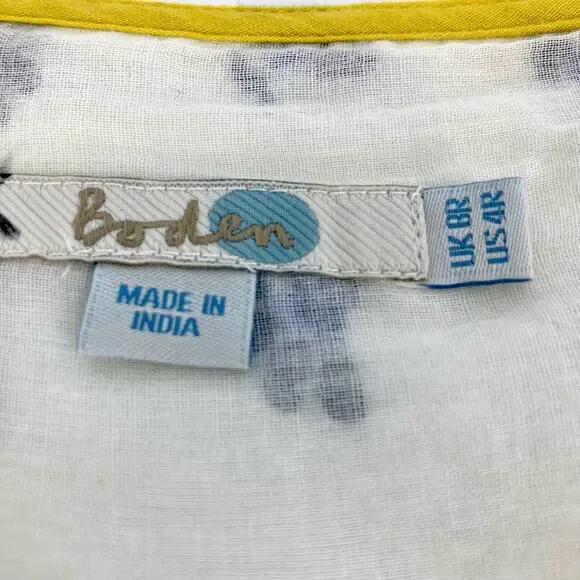 Boden
UK 8R
US 4R
MADE IN
INDIA